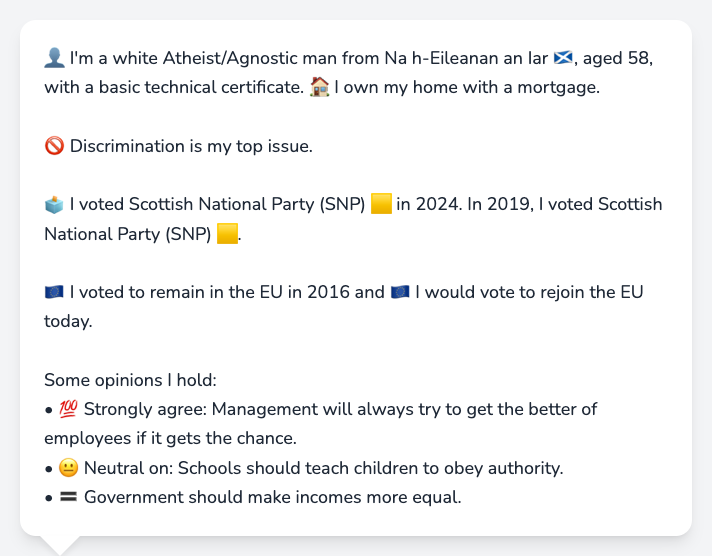 👤 I'm a white Atheist/Agnostic man from Na h-Eileanan an Iar 🏴󠁧󠁢󠁳󠁣󠁴󠁿, aged 58,
with a basic technical certificate. 🏠 I own my home with a mortgage.
🚫 Discrimination is my top issue.
🗳️ I voted Scottish National Party (SNP) 🟨 in 2024. In 2019, I voted Scottish
National Party (SNP) 🟨.
🇪🇺 I voted to remain in the EU in 2016 and 🇪🇺 I would vote to rejoin the EU
today.
Some opinions I hold:
• 💯 Strongly agree: Management will always try to get the better of
employees if it gets the chance.
• 😐 Neutral on: Schools should teach children to obey authority.
• 🟰 Government should make incomes more equal.